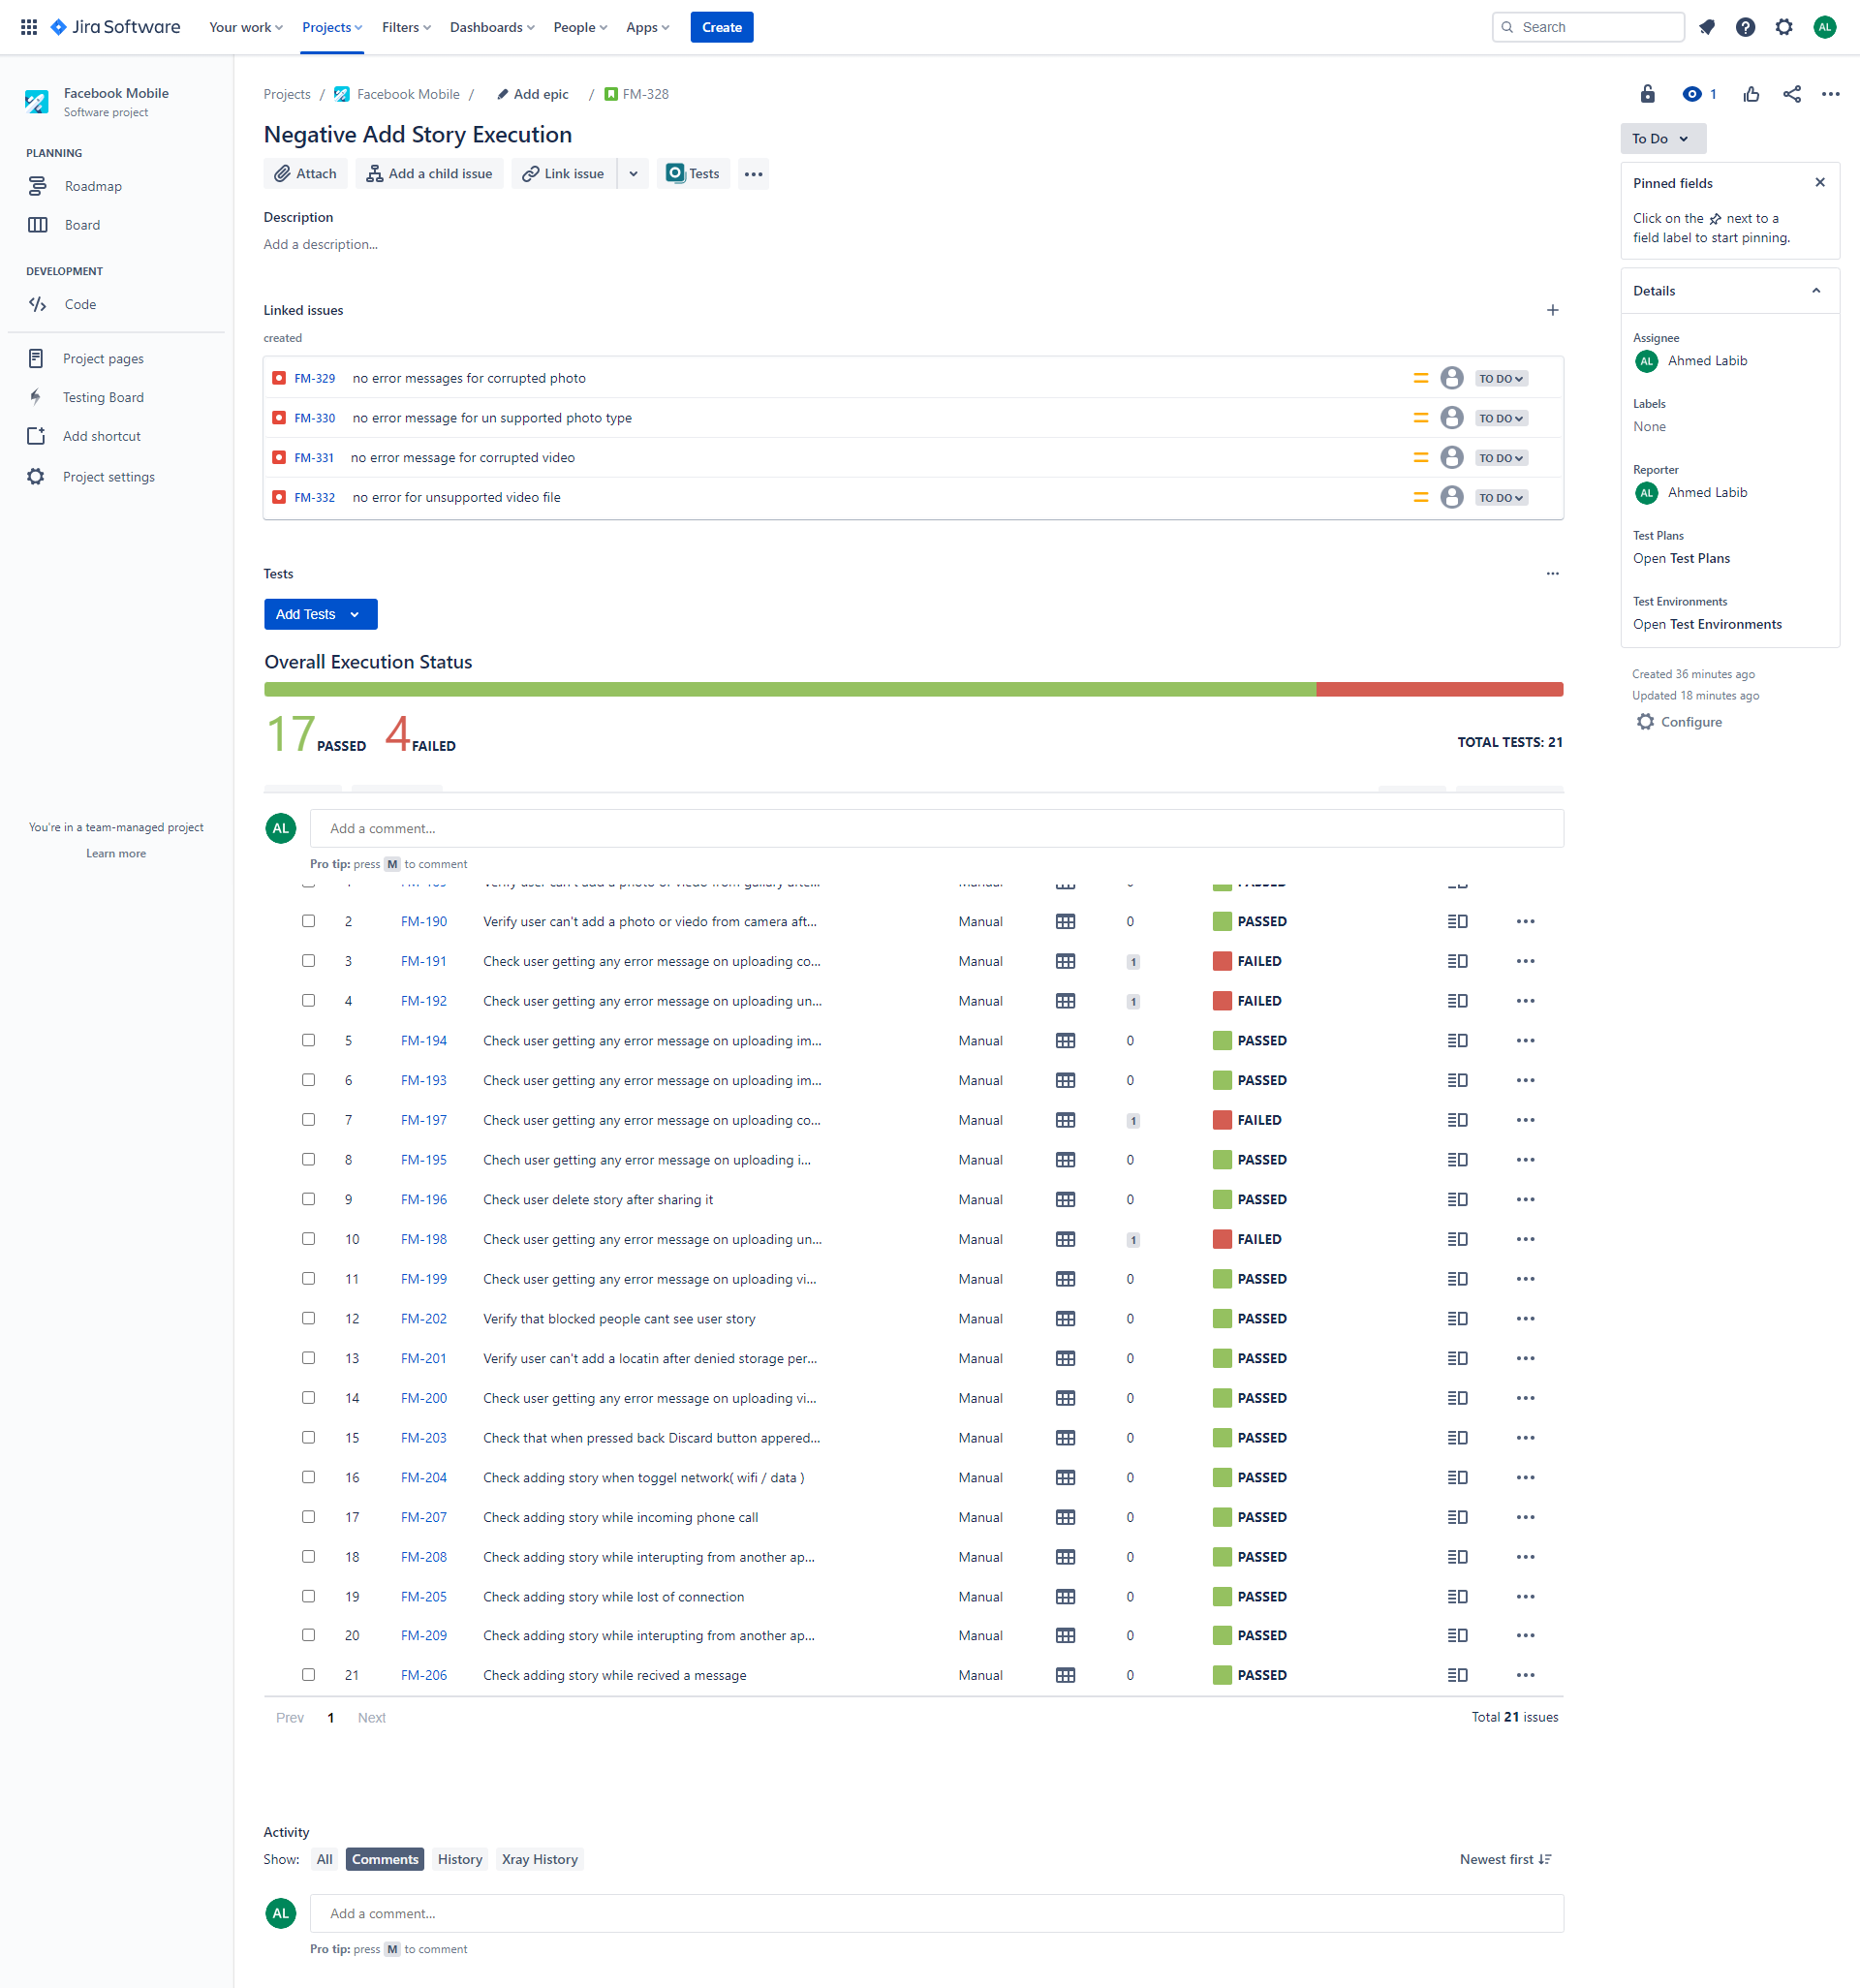 Jira Software Your work Projects Filters Dashboards People Apps Create Search AL
Facebook Mobile
Software project
PLANNING
Roadmap
Board
DEVELOPMENT
Code
Project pages
Testing Board
Add shortcut
Project settings
You're in a team-managed project
Learn more
Projects / Facebook Mobile / Add epic / FM-328
Negative Add Story Execution
Attach Add a child issue Link issue Tests
Description
Add a description...
Linked issues
created
FM-329 no error messages for corrupted photo TO DO
FM-330 no error message for un supported photo type TO DO
FM-331 no error message for corrupted video TO DO
FM-332 no error for unsupported video file TO DO
Tests
Add Tests
Overall Execution Status
17 PASSED 4 FAILED TOTAL TESTS: 21
AL Add a comment...
Pro tip: press M to comment
2 FM-190 Verify user can't add a photo or viedo from camera aft... Manual 0 PASSED
3 FM-191 Check user getting any error message on uploading co... Manual 1 FAILED
4 FM-192 Check user getting any error message on uploading un... Manual 1 FAILED
5 FM-194 Check user getting any error message on uploading im... Manual 0 PASSED
6 FM-193 Check user getting any error message on uploading im... Manual 0 PASSED
7 FM-197 Check user getting any error message on uploading co... Manual 1 FAILED
8 FM-195 Chech user getting any error message on uploading i... Manual 0 PASSED
9 FM-196 Check user delete story after sharing it Manual 0 PASSED
10 FM-198 Check user getting any error message on uploading un... Manual 1 FAILED
11 FM-199 Check user getting any error message on uploading vi... Manual 0 PASSED
12 FM-202 Verify that blocked people cant see user story Manual 0 PASSED
13 FM-201 Verify user can't add a locatin after denied storage per... Manual 0 PASSED
14 FM-200 Check user getting any error message on uploading vi... Manual 0 PASSED
15 FM-203 Check that when pressed back Discard button appered... Manual 0 PASSED
16 FM-204 Check adding story when toggel network( wifi / data ) Manual 0 PASSED
17 FM-207 Check adding story while incoming phone call Manual 0 PASSED
18 FM-208 Check adding story while interupting from another ap... Manual 0 PASSED
19 FM-205 Check adding story while lost of connection Manual 0 PASSED
20 FM-209 Check adding story while interupting from another ap... Manual 0 PASSED
21 FM-206 Check adding story while recived a message Manual 0 PASSED
Prev 1 Next Total 21 issues
Activity
Show: All Comments History Xray History Newest first
AL Add a comment...
Pro tip: press M to comment
1
To Do
Pinned fields
Click on the next to a
field label to start pinning.
Details
Assignee
AL Ahmed Labib
Labels
None
Reporter
AL Ahmed Labib
Test Plans
Open Test Plans
Test Environments
Open Test Environments
Created 36 minutes ago
Updated 18 minutes ago
Configure